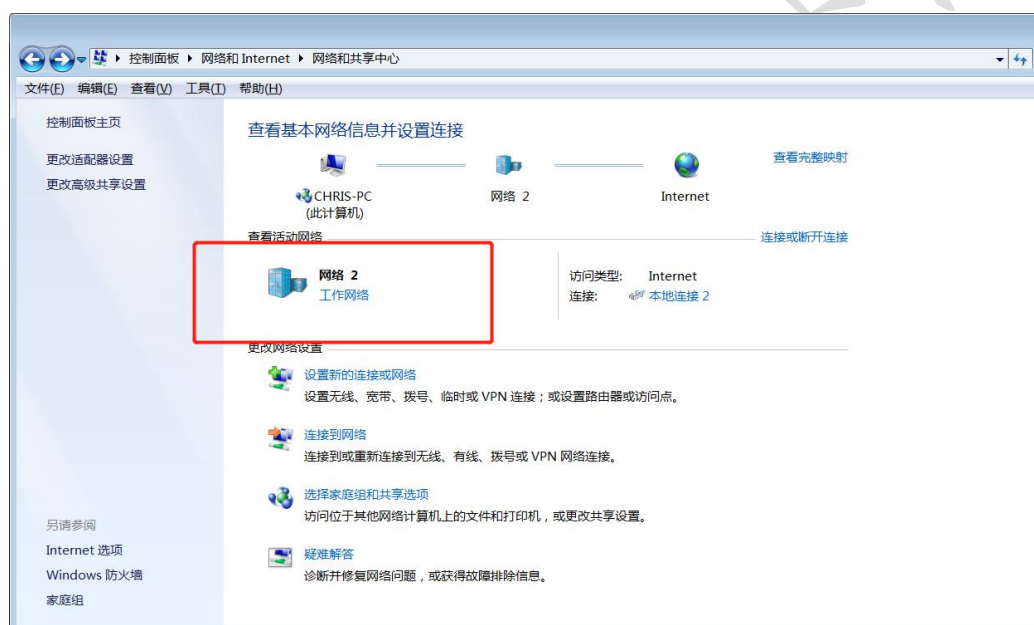 控制面板 ▸ 网络和 Internet ▸ 网络和共享中心
文件(F) 编辑(E) 查看(V) 工具(T) 帮助(H)
控制面板主页
更改适配器设置
更改高级共享设置
查看基本网络信息并设置连接
查看完整映射
CHRIS-PC 网络 2 Internet
(此计算机)
查看活动网络 连接或断开连接
网络 2
工作网络
访问类型: Internet
连接: 本地连接 2
更改网络设置
设置新的连接或网络
设置无线、宽带、拨号、临时或 VPN 连接；或设置路由器或访问点。
连接到网络
连接到或重新连接到无线、有线、拨号或 VPN 网络连接。
选择家庭组和共享选项
访问位于其他网络计算机上的文件和打印机，或更改共享设置。
疑难解答
诊断并修复网络问题，或获得故障排除信息。
另请参阅
Internet 选项
Windows 防火墙
家庭组